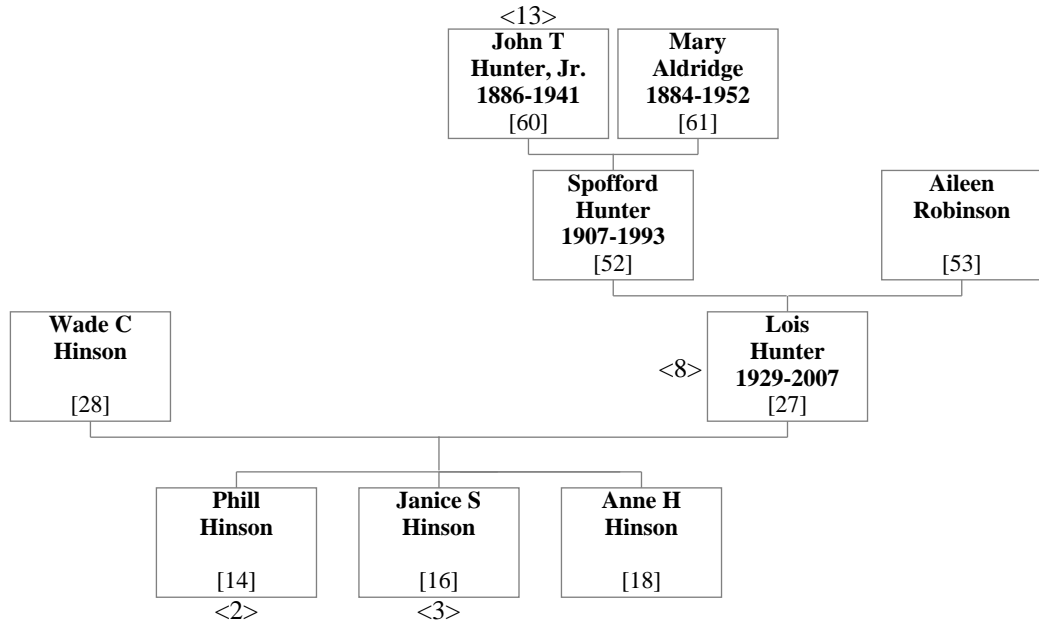 <13>
John T
Hunter, Jr.
1886-1941
[60]
Mary
Aldridge
1884-1952
[61]
Spofford
Hunter
1907-1993
[52]
Aileen
Robinson
[53]
Wade C
Hinson
[28]
<8>
Lois
Hunter
1929-2007
[27]
Phill
Hinson
[14]
<2>
Janice S
Hinson
[16]
<3>
Anne H
Hinson
[18]